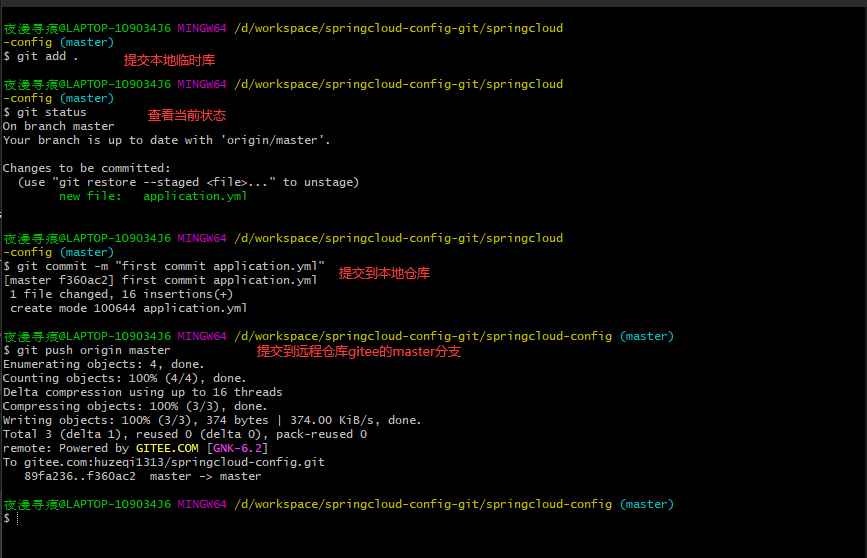 夜漫寻痕@LAPTOP-1O9034J6 MINGW64 /d/workspace/springcloud-config-git/springcloud
-config (master)
$ git add . 提交本地临时库
夜漫寻痕@LAPTOP-1O9034J6 MINGW64 /d/workspace/springcloud-config-git/springcloud
-config (master)
$ git status 查看当前状态
On branch master
Your branch is up to date with 'origin/master'.
Changes to be committed:
(use "git restore --staged <file>..." to unstage)
new file: application.yml
夜漫寻痕@LAPTOP-1O9034J6 MINGW64 /d/workspace/springcloud-config-git/springcloud
-config (master)
$ git commit -m "first commit application.yml" 提交到本地仓库
[master f360ac2] first commit application.yml
1 file changed, 16 insertions(+)
create mode 100644 application.yml
夜漫寻痕@LAPTOP-1O9034J6 MINGW64 /d/workspace/springcloud-config-git/springcloud-config (master)
$ git push origin master 提交到远程仓库gitee的master分支
Enumerating objects: 4, done.
Counting objects: 100% (4/4), done.
Delta compression using up to 16 threads
Compressing objects: 100% (3/3), done.
Writing objects: 100% (3/3), 374 bytes | 374.00 KiB/s, done.
Total 3 (delta 1), reused 0 (delta 0), pack-reused 0
remote: Powered by GITEE.COM [GNK-6.2]
To gitee.com:huzeqi1313/springcloud-config.git
89fa236..f360ac2 master -> master
夜漫寻痕@LAPTOP-1O9034J6 MINGW64 /d/workspace/springcloud-config-git/springcloud-config (master)
$